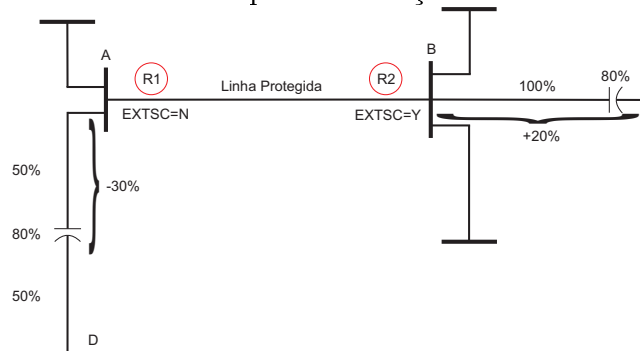 A
R1
Linha Protegida
R2
B
100%
80%
EXTSC=N
EXTSC=Y
+20%
50%
-30%
80%
50%
D